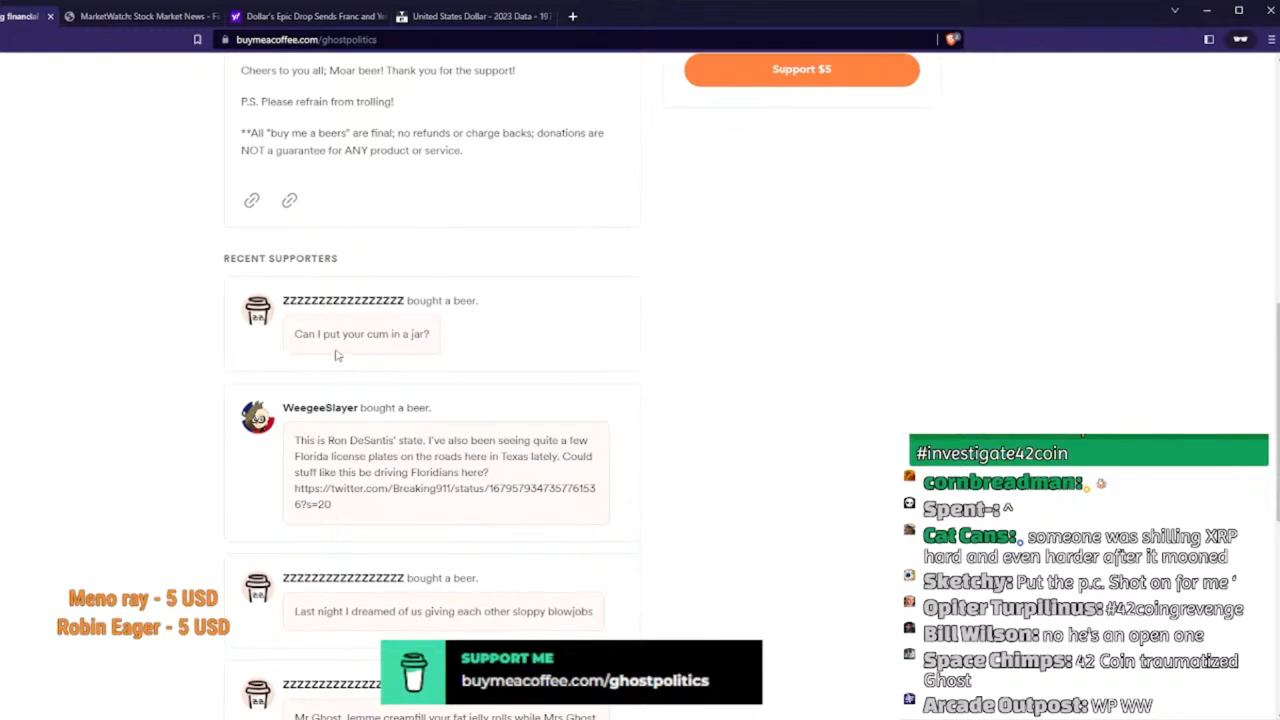 g financial
MarketWatch: Stock Market News - Fi
Dollar's Epic Drop Sends Franc and Ye
United States Dollar - 2023 Data - 197
buymeacoffee.com/ghostpolitics
Cheers to you all; Moar beer! Thank you for the support!
P.S. Please refrain from trolling!
**All "buy me a beers" are final; no refunds or charge backs; donations are
NOT a guarantee for ANY product or service.
Support $5
RECENT SUPPORTERS
ZZZZZZZZZZZZZZZZZ bought a beer.
Can I put your cum in a jar?
WeegeeSlayer bought a beer.
This is Ron DeSantis' state. I've also been seeing quite a few
Florida license plates on the roads here in Texas lately. Could
stuff like this be driving Floridians here?
https://twitter.com/Breaking911/status/167957934735776153
6?s=20
ZZZZZZZZZZZZZZZZZ bought a beer.
Last night I dreamed of us giving each other sloppy blowjobs
Mr Ghost, lemme creamfill your fat jelly rolls while Mrs Ghost
Meno ray - 5 USD
Robin Eager - 5 USD
SUPPORT ME
buymeacoffee.com/ghostpolitics
#investigate42coin
cornbreadman:
Spent-: ^
Cat Cans: someone was shilling XRP
hard and even harder after it mooned
Sketchy: Put the p.c. Shot on for me '
Opiter Turpilinus: #42coingrevenge
Bill Wilson: no he's an open one
Space Chimps: 42 Coin traumatized
Ghost
Arcade Outpost: WP WW